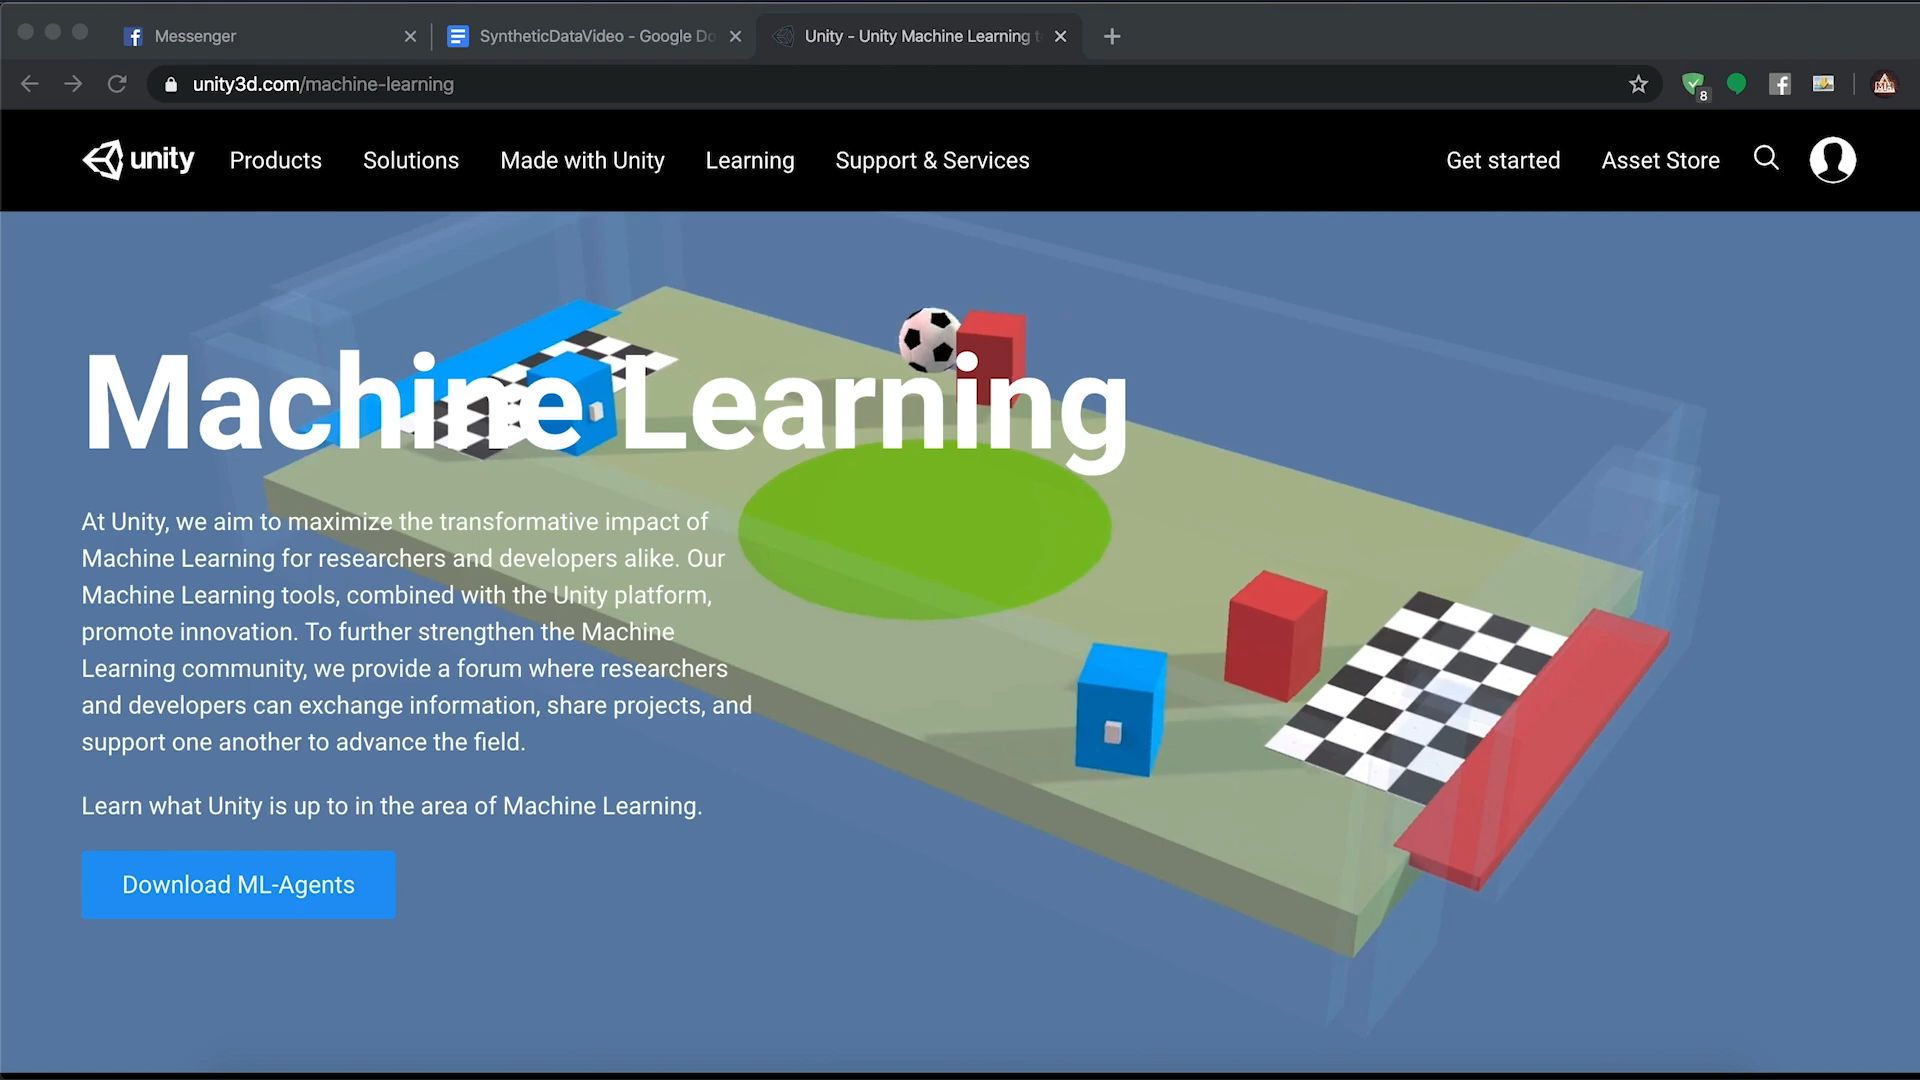 Messenger
SyntheticDataVideo - Google Do
Unity - Unity Machine Learning t
unity3d.com/machine-learning
8
unity
Products
Solutions
Made with Unity
Learning
Support & Services
Get started
Asset Store
Machine Learning
At Unity, we aim to maximize the transformative impact of
Machine Learning for researchers and developers alike. Our
Machine Learning tools, combined with the Unity platform,
promote innovation. To further strengthen the Machine
Learning community, we provide a forum where researchers
and developers can exchange information, share projects, and
support one another to advance the field.
Learn what Unity is up to in the area of Machine Learning.
Download ML-Agents